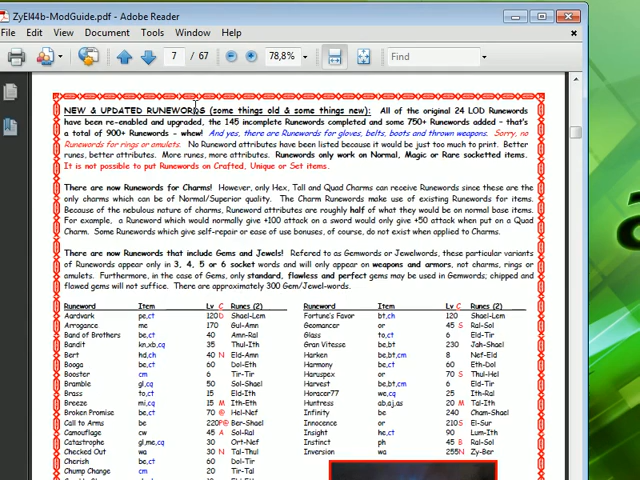 ZyEl44b-ModGuide.pdf - Adobe Reader
File Edit View Document Tools Window Help
7 / 67 78,8% Find
NEW & UPDATED RUNEWORDS (some things old & some things new): All of the original 24 LOD Runewords
have been re-enabled and upgraded, the 145 Runewords completed and some 750+ Runewords added – that's
a total of 900+ Runewords – whew! And yes, there are Runewords for gloves, belts, boots and thrown weapons. Sorry, no
Runewords for rings or amulets. No Runeword attributes have been listed because it would be just too much to print. Better
runes, better attributes. More runes, more attributes. Runewords only work on Normal, Magic or Rare socketted items.
It is not possible to put Runewords on Crafted, Unique or Set items.
There are now Runewords for Charms! However, only Hex, Tall and Quad Charms can receive Runewords since these are the
only charms which can be of Normal/Superior quality. The Charm Runewords make use of existing Runewords for items.
Because of the nebulous nature of charms, Runeword attributes are roughly half of what they would be on normal base items.
For example, a Runeword which would normally give +100 attack on a sword would only give +50 attack when put on a Quad
Charm. Some Runewords which give self-repair or ease of use bonuses, of course, do not exist when applied to Charms.
There are now Runewords that include Gems and Jewels! Refered to as Gemwords or Jewelwords, these particular variants
of Runewords appear only in 3, 4, 5 or 6 socket words and will only appear on weapons and armors, not charms, rings or
amulets. Furthermore, in the case of Gems, only standard, flawless and perfect gems may be used in Gemwords; chipped and
flawed gems will not suffice. There are approximately 300 Gem/Jewel-words.
Runeword Item Lv C Runes (2) Runeword Item Lv C Runes (2)
Aardvark pe,ct 120 D Shael-Lem Fortune's Favor bt,ch 120 Shael-Lem
Arrogance me 170 Gul-Amn Geomancer or 45 S Ral-Sol
Band of Brothers be,ct 40 Amn-Ral Glass to,ct 6 Eld-Tir
Bandit kn,xb,cq 35 Thul-Ith Gran Vitesse be,bt 230 Jah-Shael
Bert hd,ch 40 N Eld-Amn Harken be,bt,cm 8 Nef-Eld
Booga be,ct 60 Dol-Eth Harmony be,ct 60 Eth-Dol
Booster cm 6 Tir-Tir Haruspex or 70 S Thul-Hel
Bramble gl,cq 50 Sol-Shael Harvest be,bt,cm 6 Eld-Tir
Brass to,ct 15 Eld-Ith Horacer77 we,cq 25 Ith-Ral
Breeze mi,cq 15 M Ith-Eth Huntress ab,aj,as 20 M Tal-Ith
Broken Promise be,ct 70 @ Hel-Nef Infinity be 240 Cham-Shael
Call to Arms be 220 P@ Ber-Shael Innocence or 210 S El-Sur
Camouflage cw 45 A Sol-Ral Insight he,ct 90 Lum-Ith
Catastrophe gl,me,cq 30 Ort-Nef Instinct ph 45 B Ral-Sol
Checked Out wa 30 N Tal-Thul Inversion wa 255 N Zy-Ber
Cherish be,ct 60 Dol-Tir
Chump Change cm 20 Tir-Tal